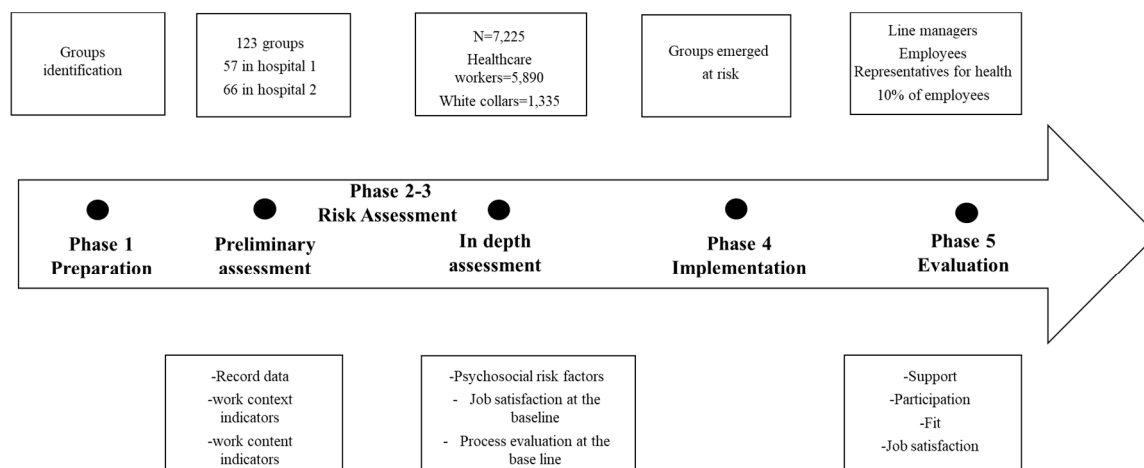 Groups
identification
123 groups
57 in hospital 1
66 in hospital 2
N=7,225
Healthcare
workers=5,890
White collars=1,335
Groups emerged
at risk
Line managers
Employees
Representatives for health
10% of employees
Phase 2-3
Risk Assessment
Phase 1
Preparation
Preliminary
assessment
In depth
assessment
Phase 4
Implementation
Phase 5
Evaluation
-Record data
-work context
indicators
-work content
indicators
-Psychosocial risk factors
- Job satisfaction at the
baseline
- Process evaluation at the
base line
-Support
-Participation
-Fit
-Job satisfaction